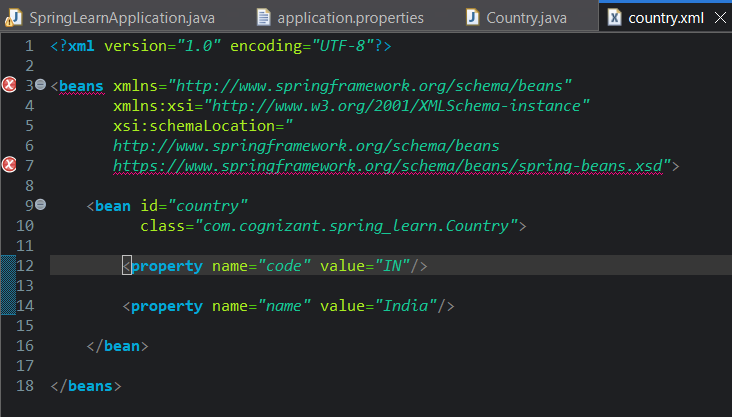 SpringLearnApplication.java application.properties Country.java country.xml
1 <?xml version="1.0" encoding="UTF-8"?>
2
3 <beans xmlns="http://www.springframework.org/schema/beans"
4 xmlns:xsi="http://www.w3.org/2001/XMLSchema-instance"
5 xsi:schemaLocation="
6 http://www.springframework.org/schema/beans
7 https://www.springframework.org/schema/beans/spring-beans.xsd">
8
9 <bean id="country"
10 class="com.cognizant.spring_learn.Country">
11
12 <property name="code" value="IN"/>
13
14 <property name="name" value="India"/>
15
16 </bean>
17
18 </beans>